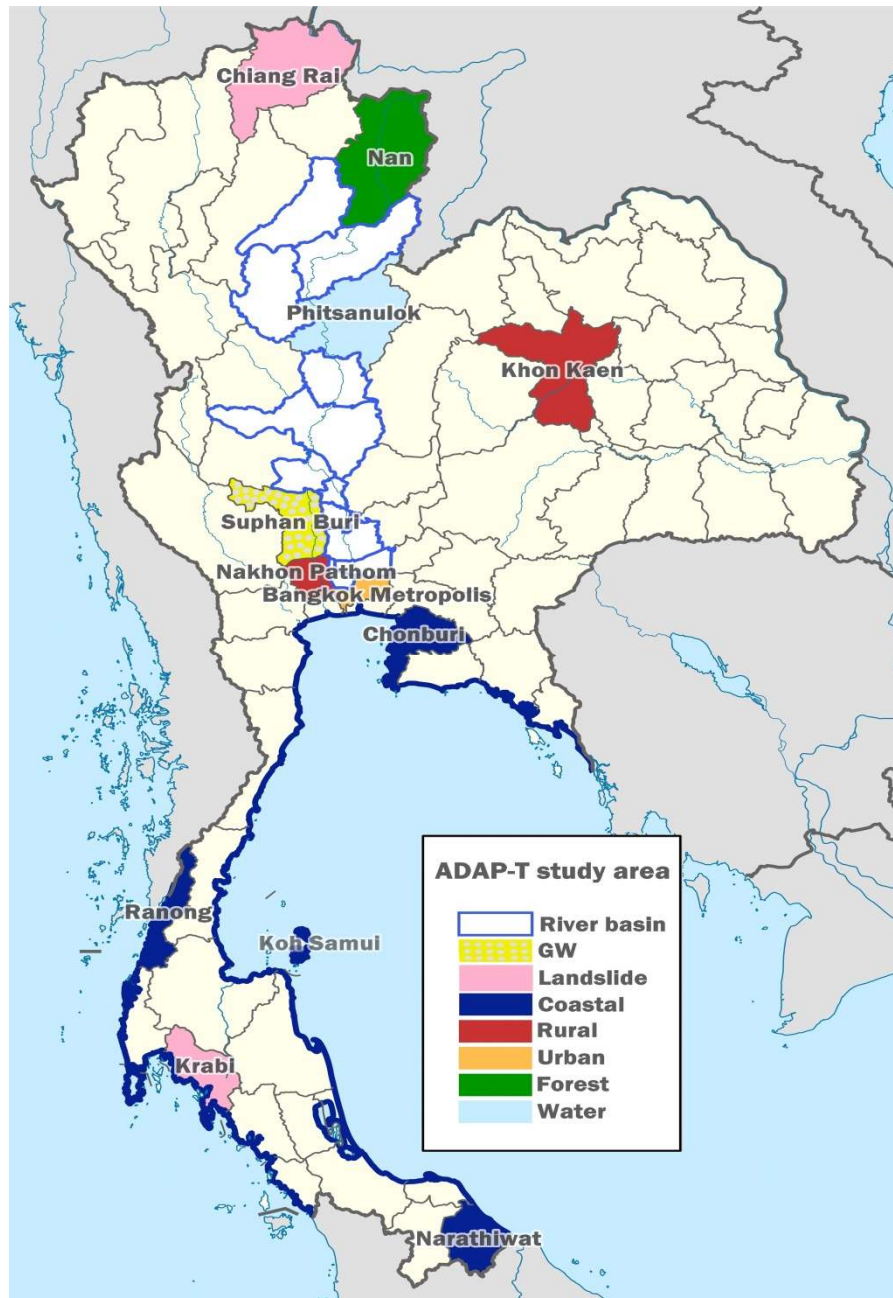 Chiang Rai
Nan
Phitsanulok
Khon Kaen
Suphan Buri
Nakhon Pathom
Bangkok Metropolis
Chonburi
Ranong
Koh Samui
Krabi
Narathiwat
ADAP-T study area
River basin
GW
Landslide
Coastal
Rural
Urban
Forest
Water